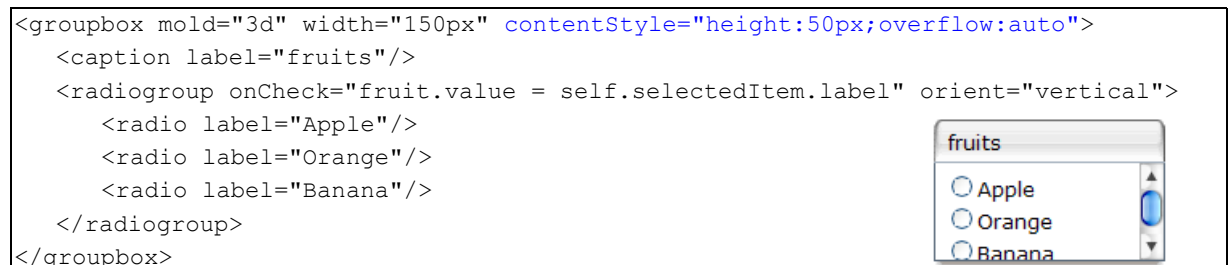 <groupbox mold="3d" width="150px" contentStyle="height:50px;overflow:auto">
<caption label="fruits"/>
<radiogroup onCheck="fruit.value = self.selectedItem.label" orient="vertical">
<radio label="Apple"/>
<radio label="Orange"/>
<radio label="Banana"/>
</radiogroup>
</groupbox>
fruits
Apple
Orange
Banana